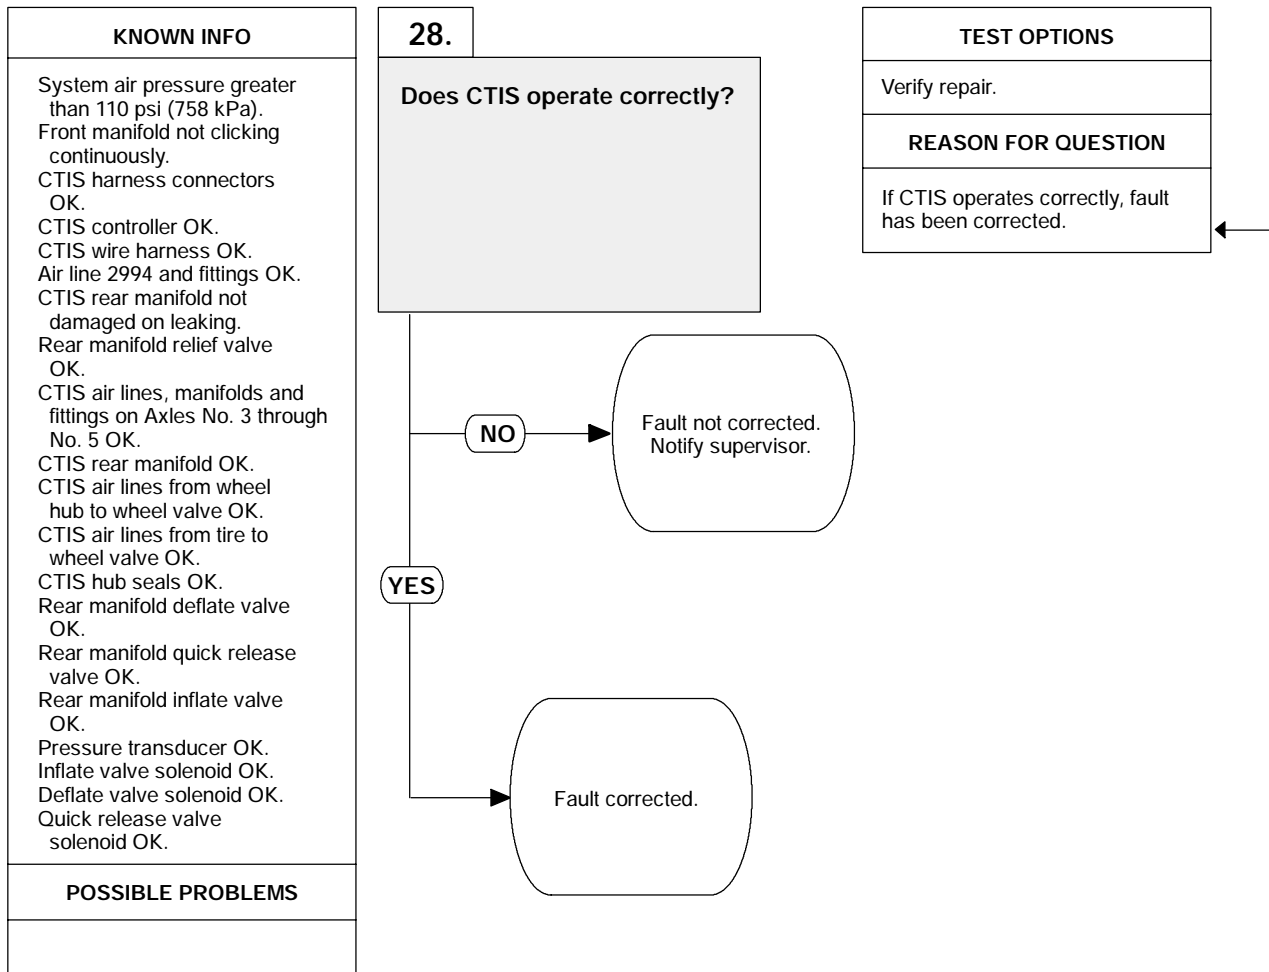 KNOWN INFO
System air pressure greater
than 110 psi (758 kPa).
Front manifold not clicking
continuously.
CTIS harness connectors
OK.
CTIS controller OK.
CTIS wire harness OK.
Air line 2994 and fittings OK.
CTIS rear manifold not
damaged on leaking.
Rear manifold relief valve
OK.
CTIS air lines, manifolds and
fittings on Axles No. 3 through
No. 5 OK.
CTIS rear manifold OK.
CTIS air lines from wheel
hub to wheel valve OK.
CTIS air lines from tire to
wheel valve OK.
CTIS hub seals OK.
Rear manifold deflate valve
OK.
Rear manifold quick release
valve OK.
Rear manifold inflate valve
OK.
Pressure transducer OK.
Inflate valve solenoid OK.
Deflate valve solenoid OK.
Quick release valve
solenoid OK.
POSSIBLE PROBLEMS
28.
Does CTIS operate correctly?
NO
Fault not corrected.
Notify supervisor.
YES
Fault corrected.
TEST OPTIONS
Verify repair.
REASON FOR QUESTION
If CTIS operates correctly, fault
has been corrected.